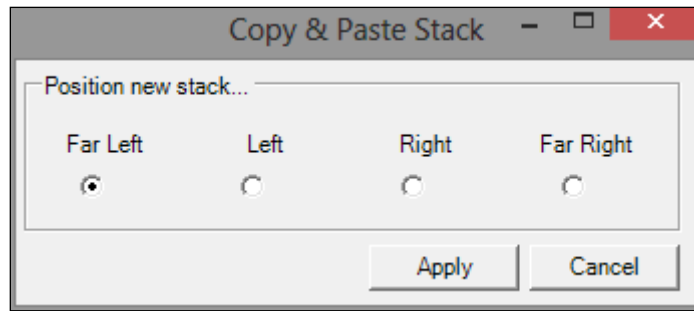 Copy & Paste Stack
Position new stack...
Far Left Left Right Far Right
Apply Cancel